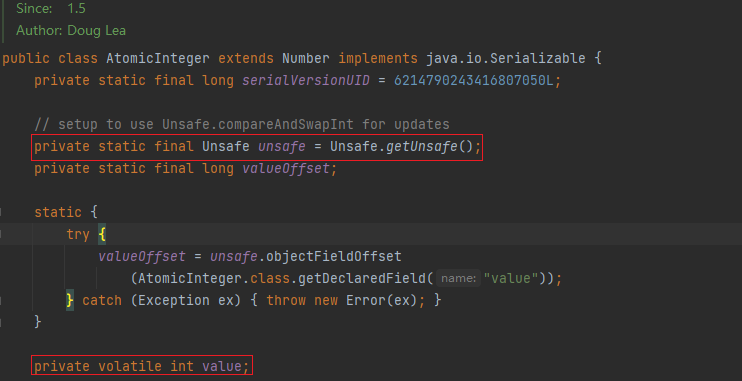 Since: 1.5
Author: Doug Lea
public class AtomicInteger extends Number implements java.io.Serializable {
    private static final long serialVersionUID = 6214790243416807050L;
    // setup to use Unsafe.compareAndSwapInt for updates
    private static final Unsafe unsafe = Unsafe.getUnsafe();
    private static final long valueOffset;
    static {
        try {
            valueOffset = unsafe.objectFieldOffset
                (AtomicInteger.class.getDeclaredField( name: "value"));
        } catch (Exception ex) { throw new Error(ex); }
    }
    private volatile int value;